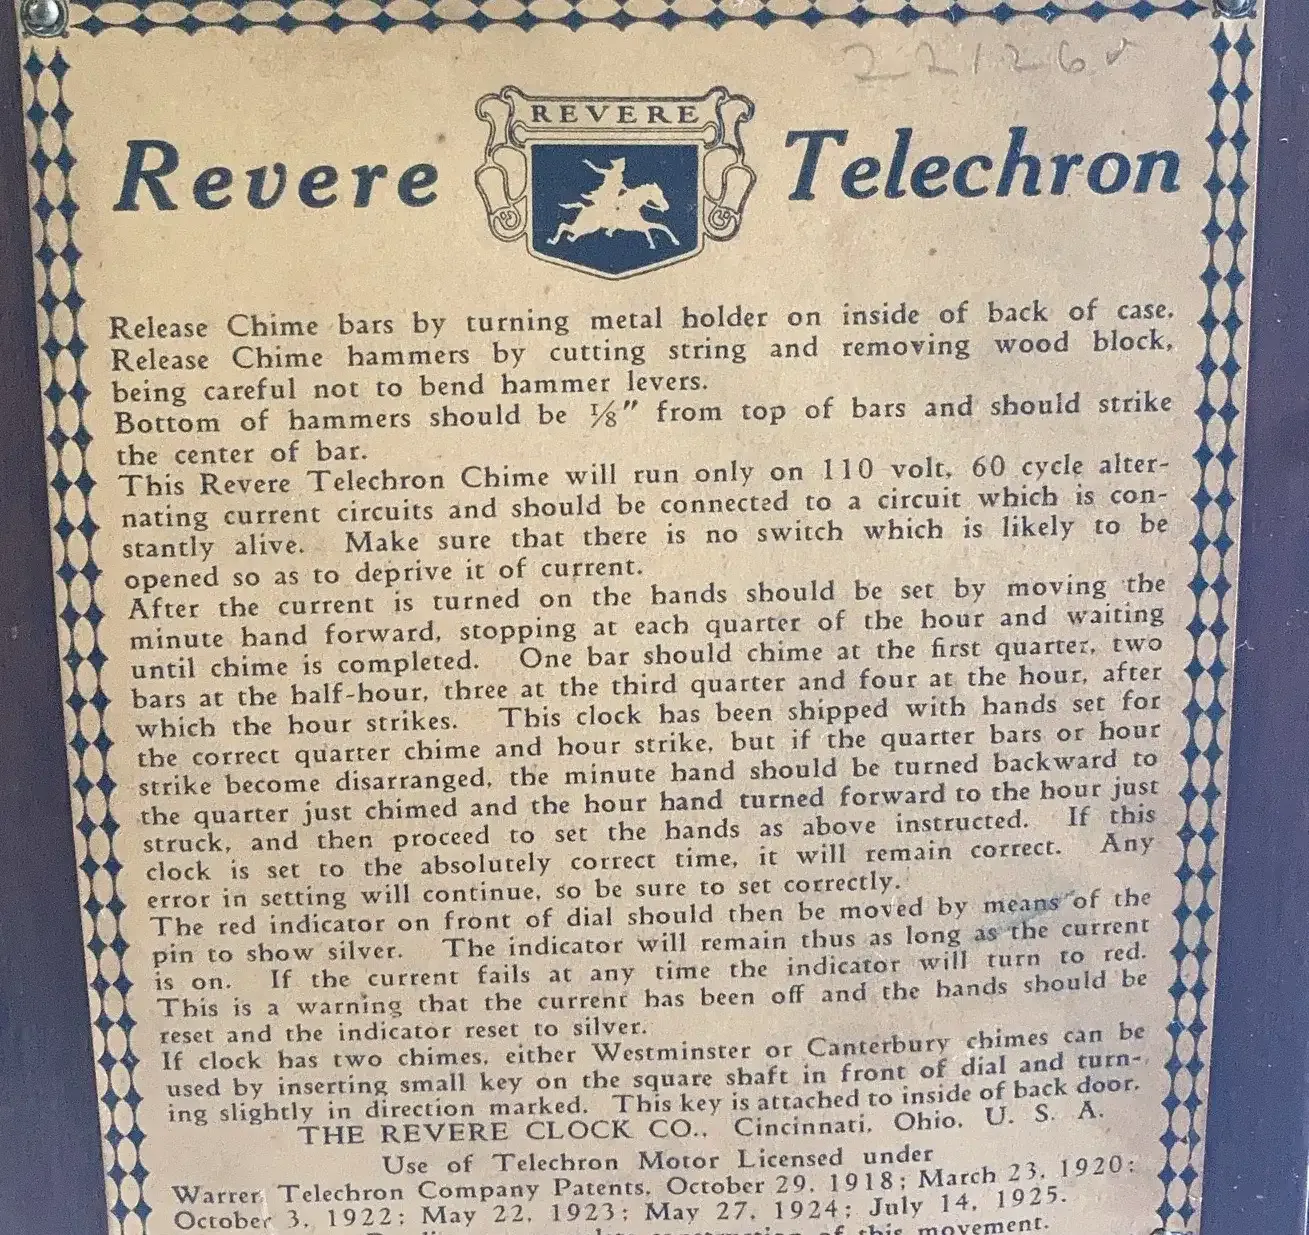 22126✓
REVERE
Revere Telechron
Release Chime bars by turning metal holder on inside of back of case.
Release Chime hammers by cutting string and removing wood block,
being careful not to bend hammer levers.
Bottom of hammers should be 1/8" from top of bars and should strike
the center of bar.
This Revere Telechron Chime will run only on 110 volt, 60 cycle alter-
nating current circuits and should be connected to a circuit which is con-
stantly alive. Make sure that there is no switch which is likely to be
opened so as to deprive it of current.
After the current is turned on the hands should be set by moving the
minute hand forward, stopping at each quarter of the hour and waiting
until chime is completed. One bar should chime at the first quarter, two
bars at the half-hour, three at the third quarter and four at the hour, after
which the hour strikes. This clock has been shipped with hands set for
the correct quarter chime and hour strike, but if the quarter bars or hour
strike become disarranged, the minute hand should be turned backward to
the quarter just chimed and the hour hand turned forward to the hour just
struck, and then proceed to set the hands as above instructed. If this
clock is set to the absolutely correct time, it will remain correct. Any
error in setting will continue, so be sure to set correctly.
The red indicator on front of dial should then be moved by means of the
pin to show silver. The indicator will remain thus as long as the current
is on. If the current fails at any time the indicator will turn to red.
This is a warning that the current has been off and the hands should be
reset and the indicator reset to silver.
If clock has two chimes, either Westminster or Canterbury chimes can be
used by inserting small key on the square shaft in front of dial and turn-
ing slightly in direction marked. This key is attached to inside of back door.
THE REVERE CLOCK CO., Cincinnati, Ohio, U. S. A.
Use of Telechron Motor Licensed under
Warren Telechron Company Patents, October 29, 1918; March 23, 1920;
October 3, 1922; May 22, 1923; May 27, 1924; July 14, 1925.
of this movement.